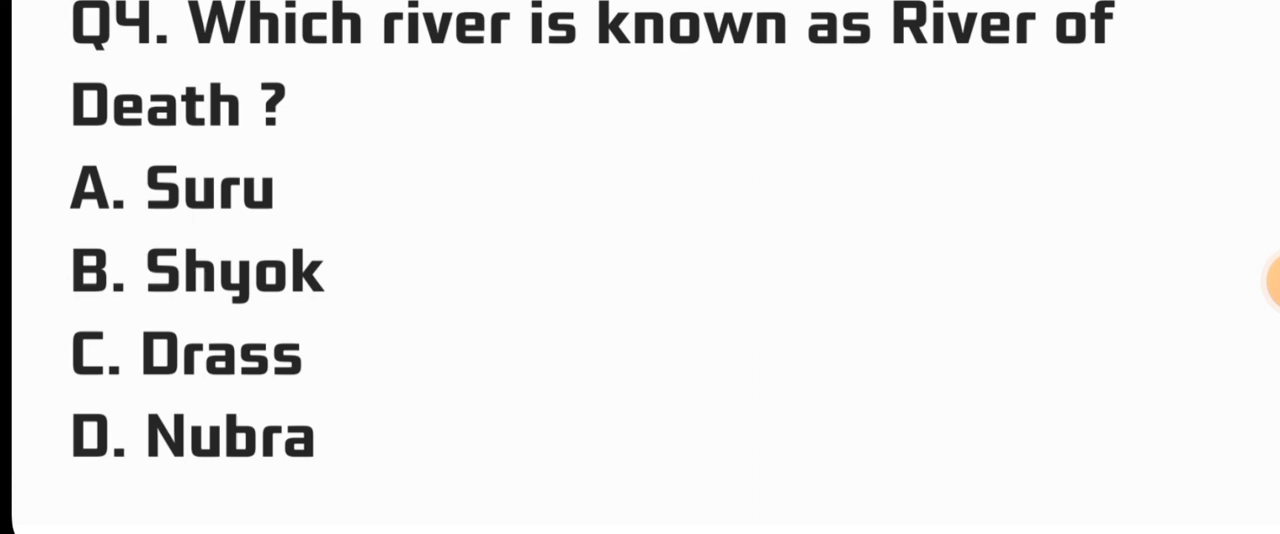 Q4. Which river is known as River of
Death ?
A. Suru
B. Shyok
C. Drass
D. Nubra